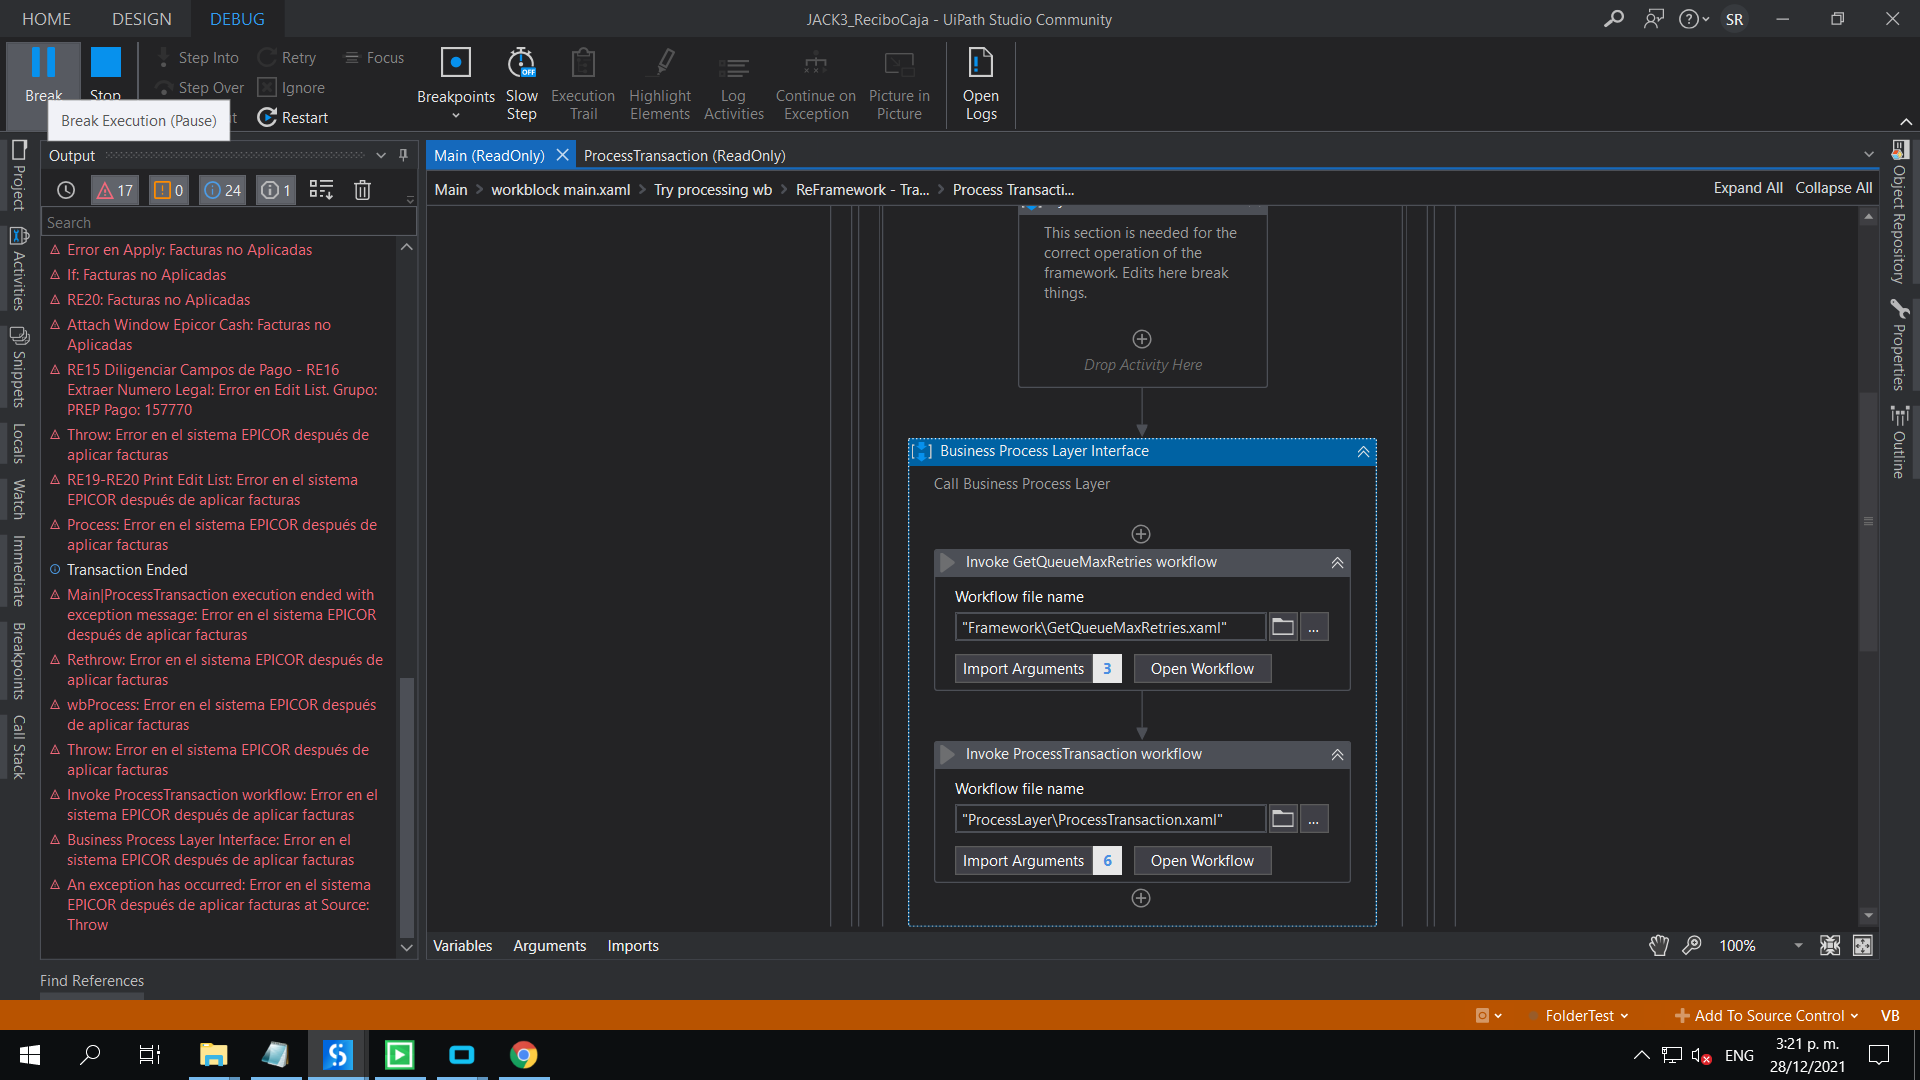 HOME
DESIGN
DEBUG
JACK3_ReciboCaja - UiPath Studio Community
SR
Break
Stop
Step Into
Step Over
Retry
Ignore
Restart
Focus
Breakpoints
Slow
Step
OFF
Execution
Trail
Highlight
Elements
Log
Activities
Continue on
Exception
Picture in
Picture
Open
Logs
Break Execution (Pause)
Output
17
0
24
1
Search
Error en Apply: Facturas no Aplicadas
If: Facturas no Aplicadas
RE20: Facturas no Aplicadas
Attach Window Epicor Cash: Facturas no
Aplicadas
RE15 Diligenciar Campos de Pago - RE16
Extraer Numero Legal: Error en Edit List. Grupo:
PREP Pago: 157770
Throw: Error en el sistema EPICOR después de
aplicar facturas
RE19-RE20 Print Edit List: Error en el sistema
EPICOR después de aplicar facturas
Process: Error en el sistema EPICOR después de
aplicar facturas
Transaction Ended
Main|ProcessTransaction execution ended with
exception message: Error en el sistema EPICOR
después de aplicar facturas
Rethrow: Error en el sistema EPICOR después de
aplicar facturas
wbProcess: Error en el sistema EPICOR después
de aplicar facturas
Throw: Error en el sistema EPICOR después de
aplicar facturas
Invoke ProcessTransaction workflow: Error en el
sistema EPICOR después de aplicar facturas
Business Process Layer Interface: Error en el
sistema EPICOR después de aplicar facturas
An exception has occurred: Error en el sistema
EPICOR después de aplicar facturas at Source:
Throw
Project
Activities
Snippets
Locals
Watch
Immediate
Breakpoints
Call Stack
Main (ReadOnly)
ProcessTransaction (ReadOnly)
Main > workblock main.xaml > Try processing wb > ReFramework - Tra... > Process Transacti...
Expand All
Collapse All
This section is needed for the
correct operation of the
framework. Edits here break
things.
Drop Activity Here
Business Process Layer Interface
Call Business Process Layer
Invoke GetQueueMaxRetries workflow
Workflow file name
"Framework\GetQueueMaxRetries.xaml"
...
Import Arguments 3
Open Workflow
Invoke ProcessTransaction workflow
Workflow file name
"ProcessLayer\ProcessTransaction.xaml"
...
Import Arguments 6
Open Workflow
Object Repository
Properties
Outline
Variables
Arguments
Imports
100%
Find References
FolderTest
Add To Source Control
VB
ENG
3:21 p. m.
28/12/2021